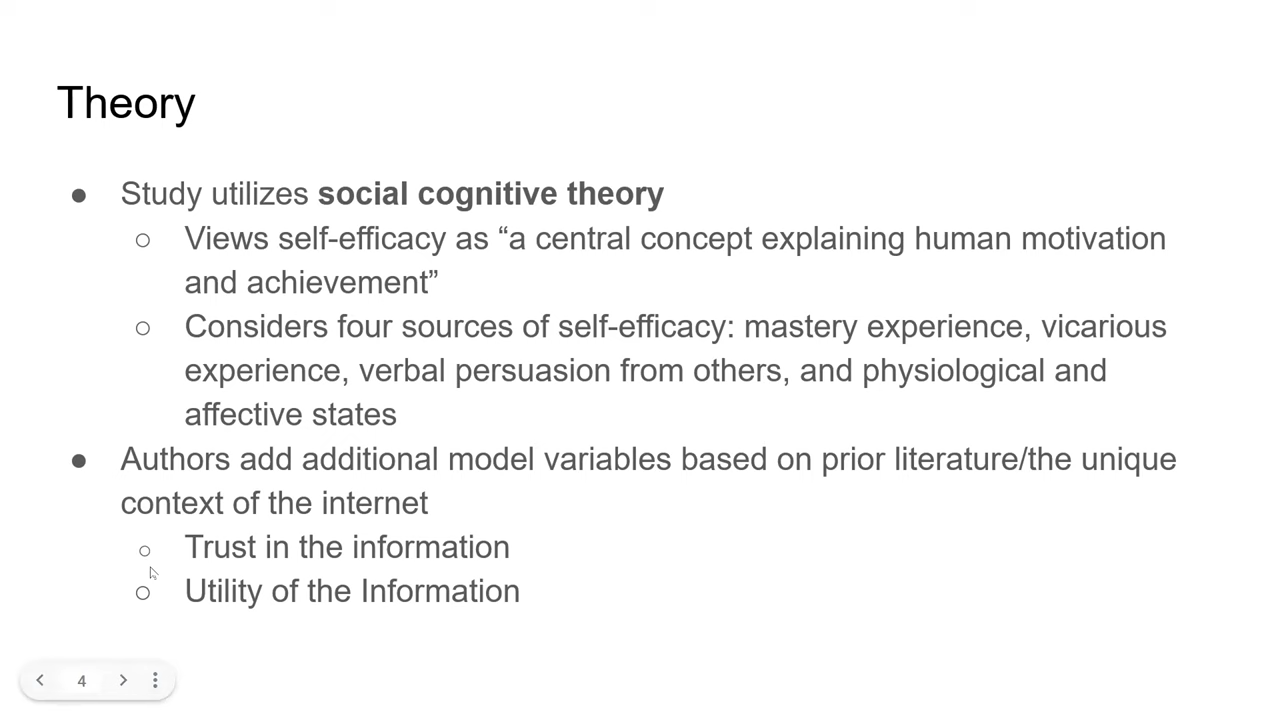 Theory
● Study utilizes social cognitive theory
○ Views self-efficacy as “a central concept explaining human motivation
and achievement”
○ Considers four sources of self-efficacy: mastery experience, vicarious
experience, verbal persuasion from others, and physiological and
affective states
● Authors add additional model variables based on prior literature/the unique
context of the internet
○ Trust in the information
○ Utility of the Information
4